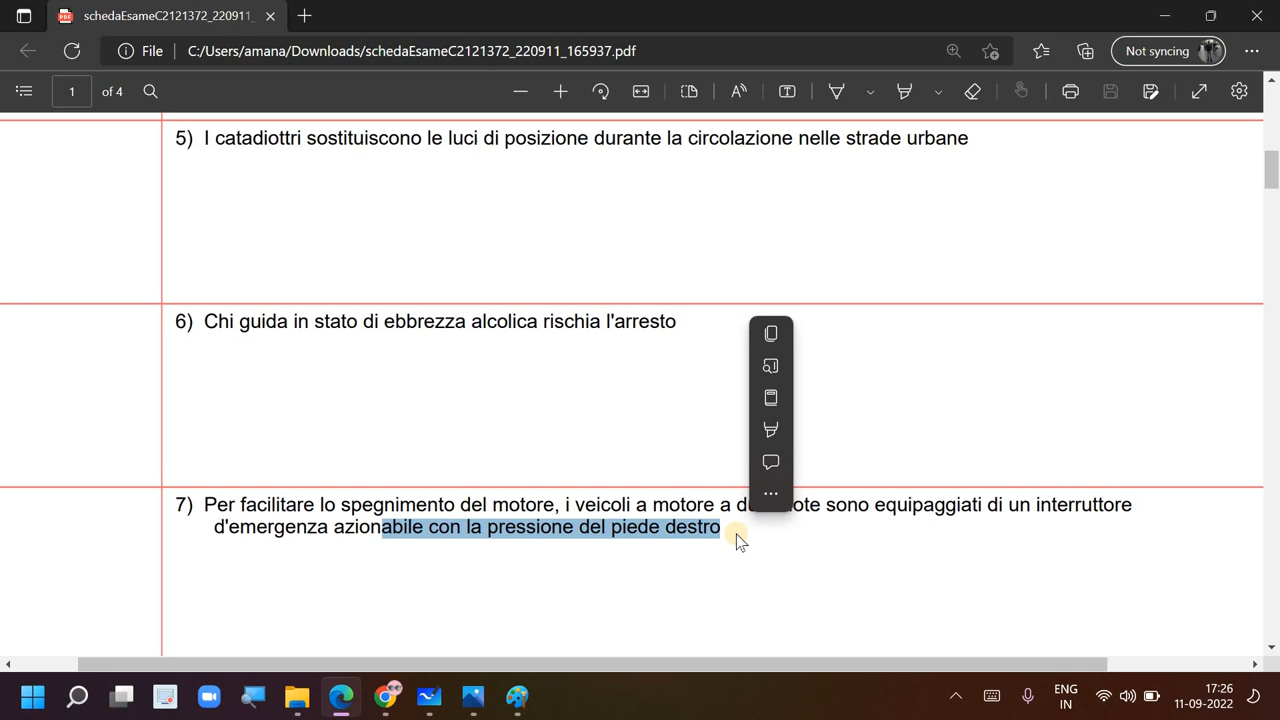 schedaEsameC2121372_220911_
File
C:/Users/amana/Downloads/schedaEsameC2121372_220911_165937.pdf
Not syncing
1 of 4
5) I catadiottri sostituiscono le luci di posizione durante la circolazione nelle strade urbane
6) Chi guida in stato di ebbrezza alcolica rischia l'arresto
7) Per facilitare lo spegnimento del motore, i veicoli a motore a sono equipaggiati di un interruttore
d'emergenza azionabile con la pressione del piede destro
ENG
IN
17:26
11-09-2022